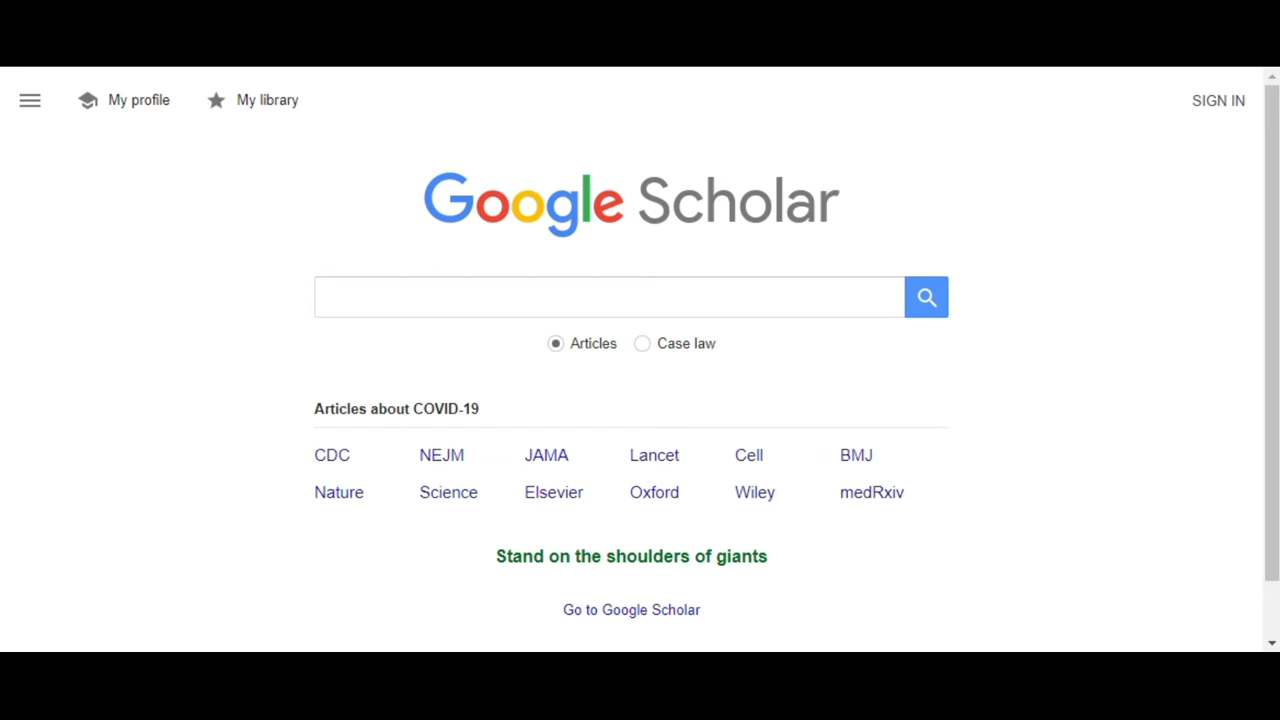 My profile My library SIGN IN
Google Scholar
Articles Case law
Articles about COVID-19
CDC NEJM JAMA Lancet Cell BMJ
Nature Science Elsevier Oxford Wiley medRxiv
Stand on the shoulders of giants
Go to Google Scholar